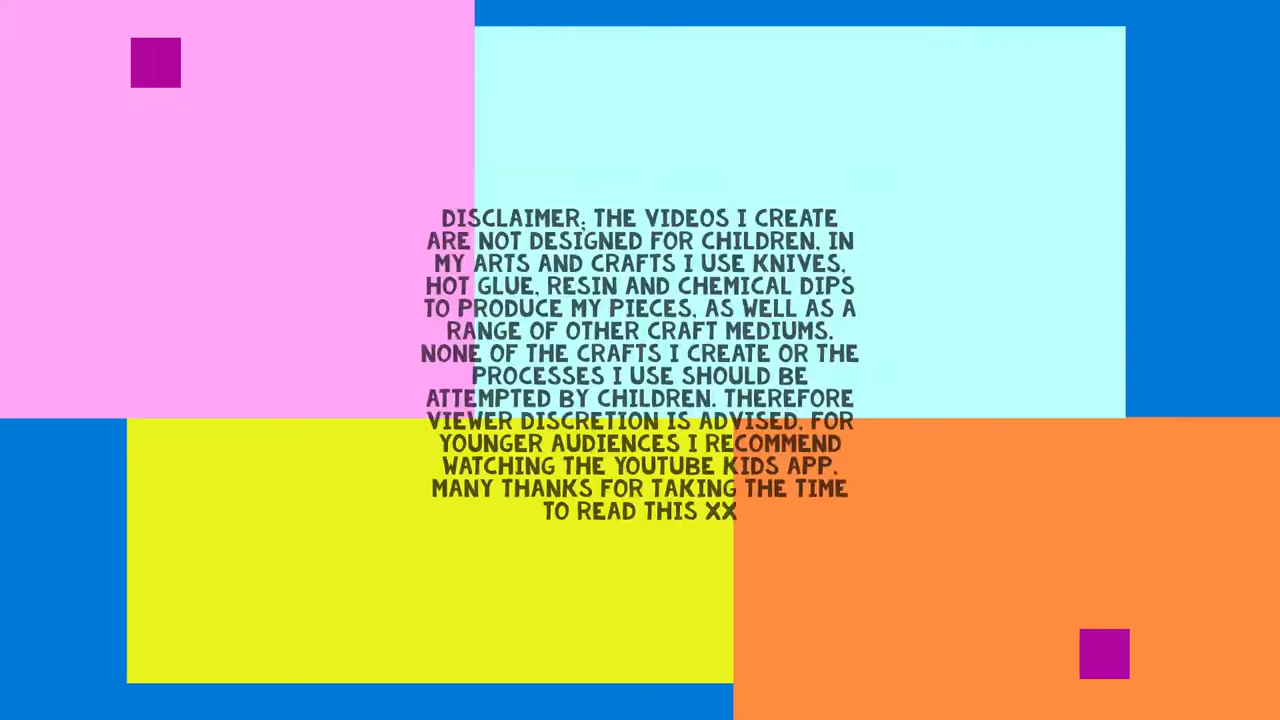 DISCLAIMER; THE VIDEOS I CREATE
ARE NOT DESIGNED FOR CHILDREN. IN
MY ARTS AND CRAFTS I USE KNIVES,
HOT GLUE, RESIN AND CHEMICAL DIPS
TO PRODUCE MY PIECES, AS WELL AS A
RANGE OF OTHER CRAFT MEDIUMS.
NONE OF THE CRAFTS I CREATE OR THE
PROCESSES I USE SHOULD BE
ATTEMPTED BY CHILDREN. THEREFORE
VIEWER DISCRETION IS ADVISED. FOR
YOUNGER AUDIENCES I RECOMMEND
WATCHING THE YOUTUBE KIDS APP.
MANY THANKS FOR TAKING THE TIME
TO READ THIS XX